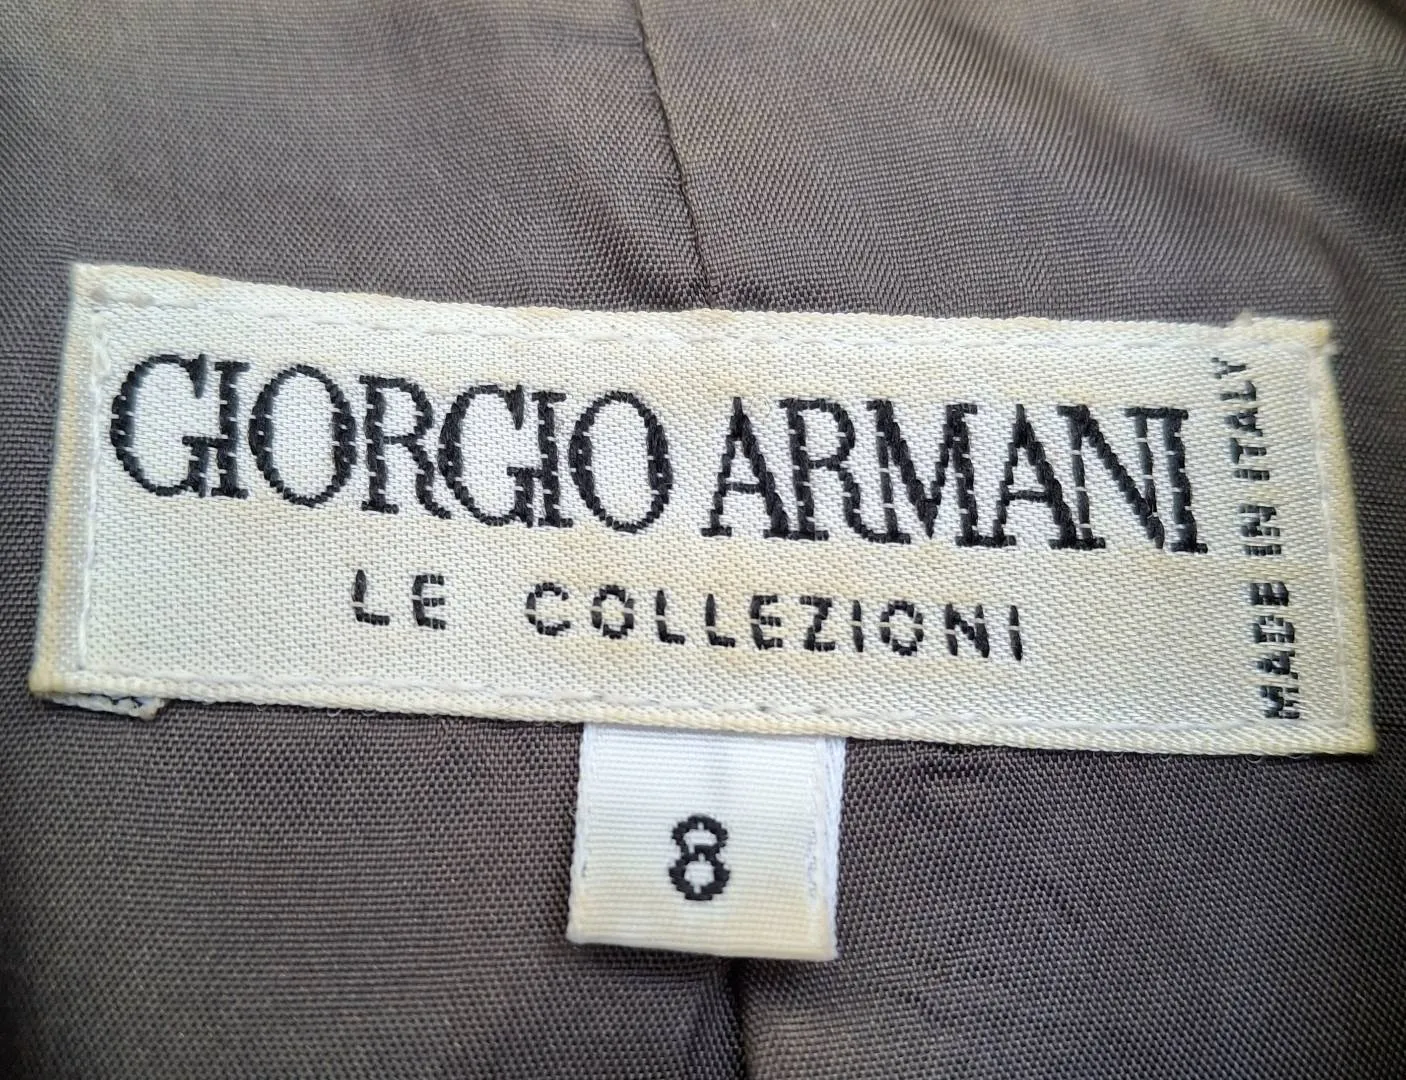 GIORGIO ARMANI
LE COLLEZIONI
MADE IN ITALY
8